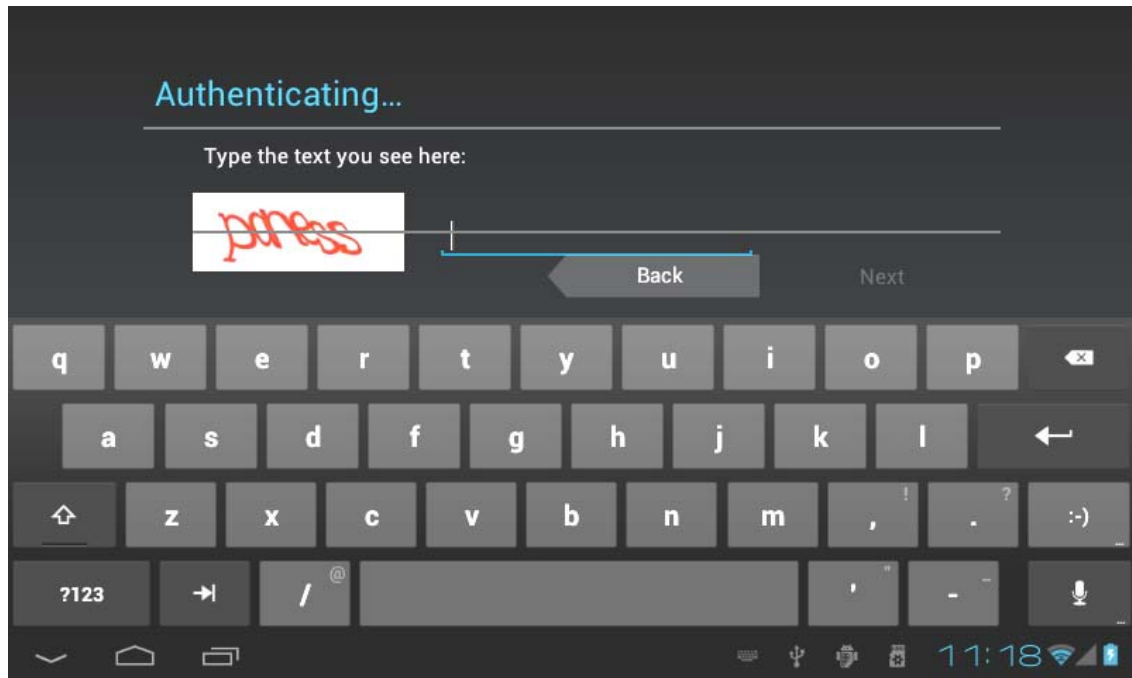 Authenticating...
Type the text you see here:
Back Next
q w e r t y u i o p
a s d f g h j k l
z x c v b n m , ! . ? :-) ...
?123 / @ ' " - _ ...
11:18